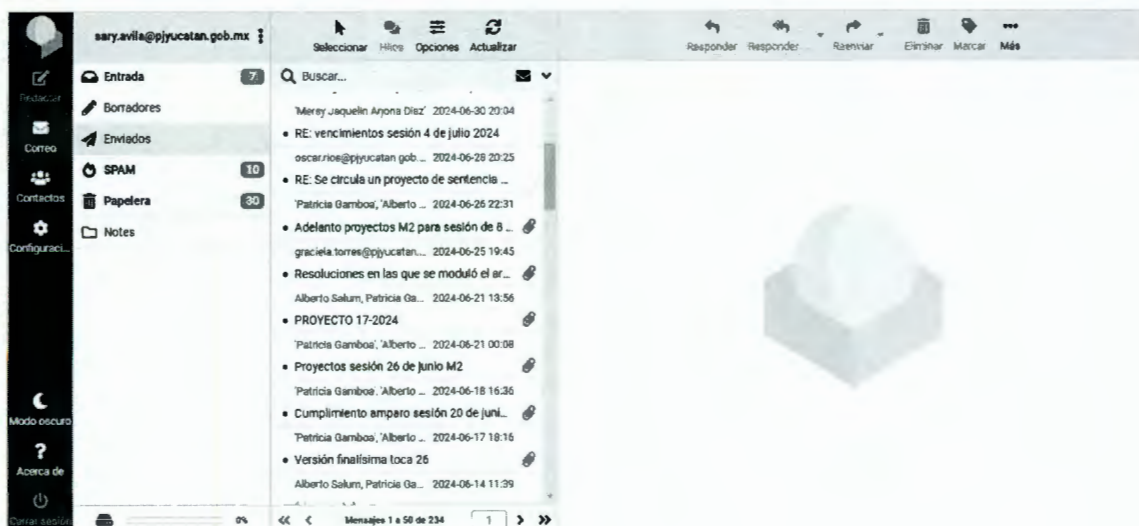 sary.avila@pjyucatan.gob.mx
Seleccionar Hilos Opciones Actualizar
Responder Responder ... Reenviar Eliminar Marcar Más
Redactar
Correo
Contactos
Configuraci...
Modo oscuro
Acerca de
Cerrar sesión
Entrada 7
Borradores
Enviados
SPAM 10
Papelera 30
Notes
0%
Buscar...
'Merey Jaquelin Arjona Díaz' 2024-06-30 20:04
RE: vencimientos sesión 4 de julio 2024
oscar.rios@pjyucatan.gob.... 2024-06-28 20:25
RE: Se circula un proyecto de sentencia ...
'Patricia Gamboa', 'Alberto ... 2024-06-26 22:31
Adelanto proyectos M2 para sesión de 8 ...
graciela.torres@pjyucatan.... 2024-06-25 19:45
Resoluciones en las que se moduló el ar...
Alberto Salum, Patricia Ga... 2024-06-21 13:56
PROYECTO 17-2024
'Patricia Gamboa', 'Alberto ... 2024-06-21 00:08
Proyectos sesión 26 de junio M2
'Patricia Gamboa', 'Alberto ... 2024-06-18 16:36
Cumplimiento amparo sesión 20 de juni...
'Patricia Gamboa', 'Alberto ... 2024-06-17 18:16
Versión finalísima toca 26
Alberto Salum, Patricia Ga... 2024-06-14 11:39
Mensajes 1 a 50 de 234 1